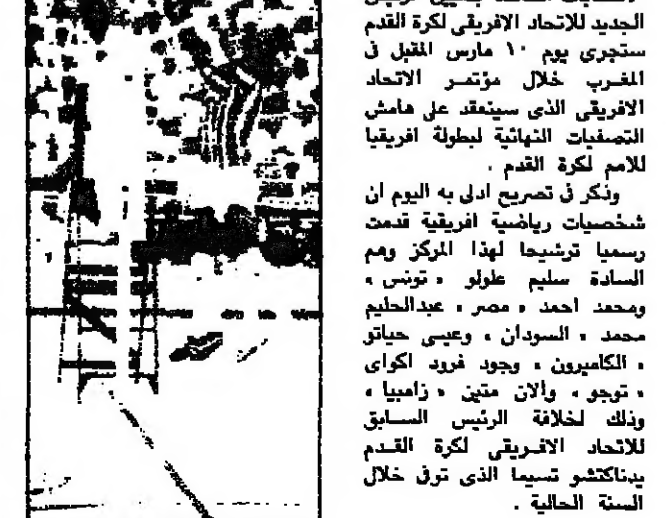 الجديد للاتحاد الافريقى لكرة القدم
ستجرى يوم ١٠ مارس المقبل فى
المغرب خلال مؤتمر الاتحاد
الافريقى الذى سينعقد على هامش
التصفيات النهائية لبطولة افريقيا
للامم لكرة القدم .
وذكر فى تصريح ادلى به اليوم ان
شخصيات رياضية افريقية قدمت
رسميا ترشيحا لهذا المركز وهم
السادة سليم علولو « تونس »
ومحمد احمد « مصر » عبدالحليم
محمد « السودان » وعيسى حياتو
« الكاميرون » وجود فرود اكواى
« توجو » وألان متين « زامبيا »
وذلك لخلافة الرئيس السابق
للاتحاد الافريقى لكرة القدم
يدناكتشو تسيما الذى توفى خلال
السنة الحالية .